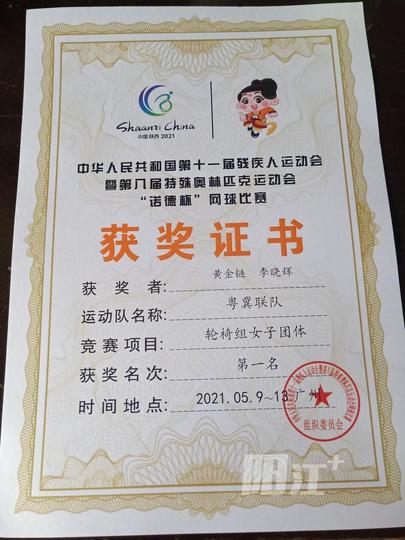 Shaanxi China
中国·陕西 2021
中华人民共和国第十一届残疾人运动会
暨第八届特殊奥林匹克运动会
“诺德杯”网球比赛
获奖证书
获奖者: 黄金链 李晓辉
运动队名称: 粤冀联队
竞赛项目: 轮椅组女子团体
获奖名次: 第一名
时间地点: 2021.05.9-13 广州
组织委员会
阳江+